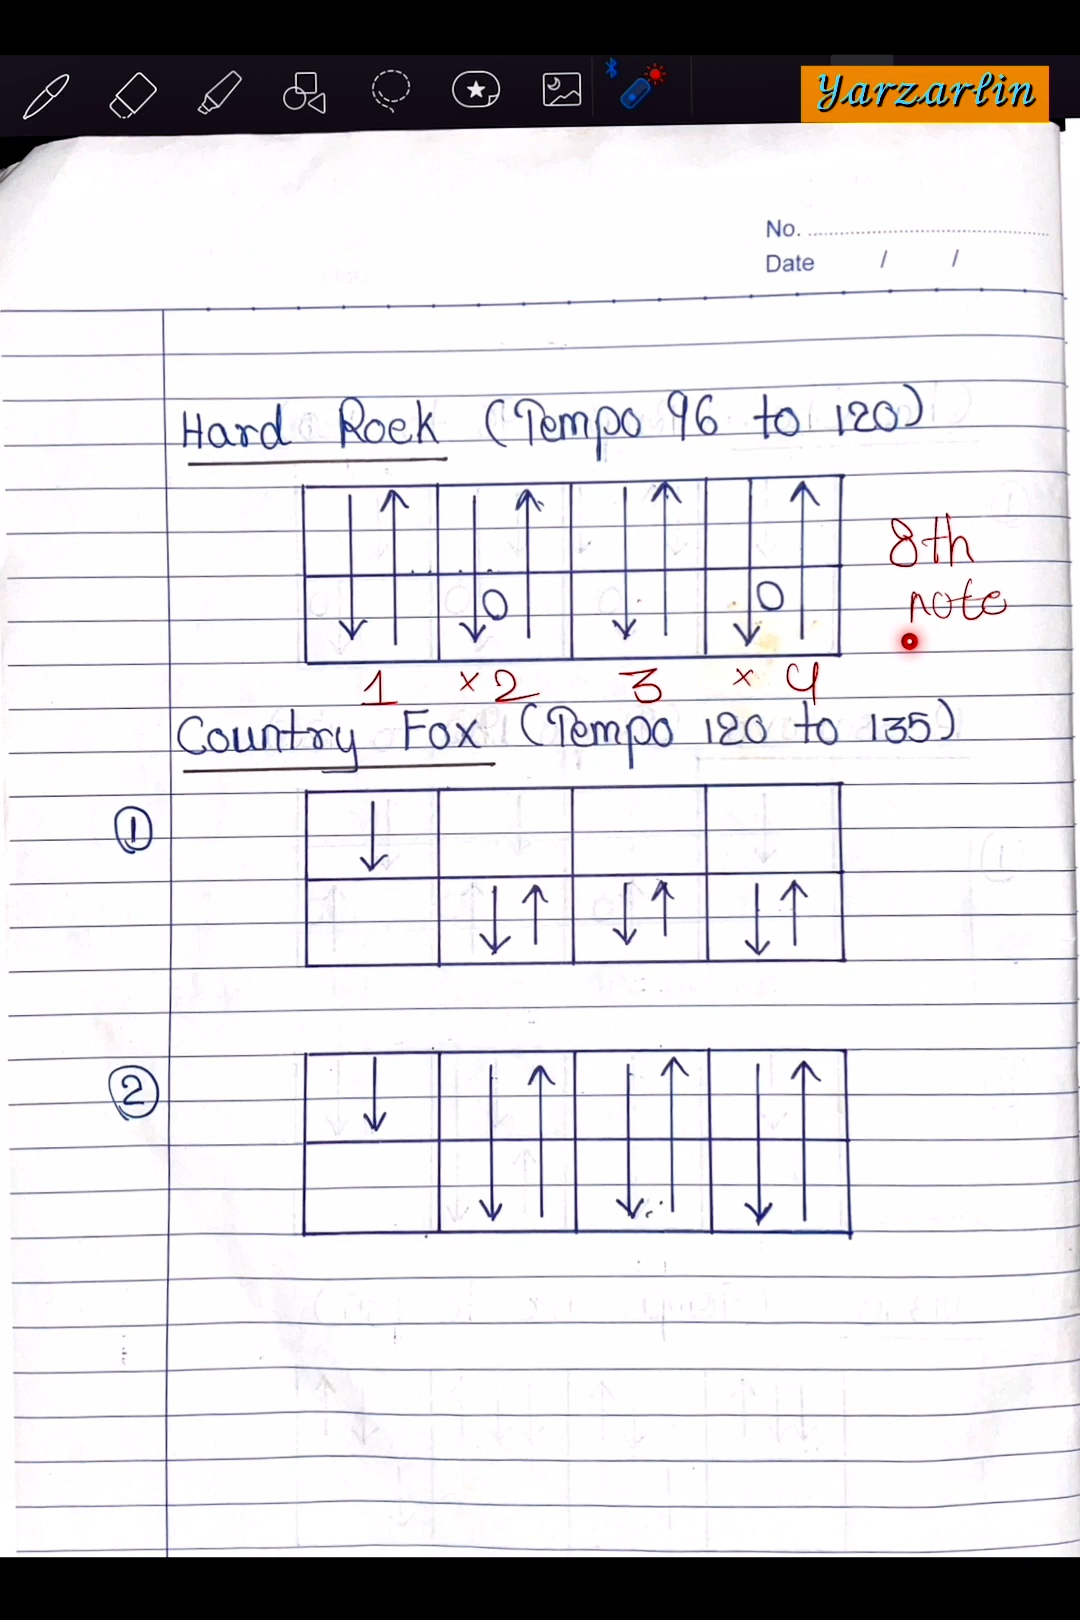 Yarzarlin
No.
Date / /
Hard Rock (Tempo 96 to 120)
8th
note
1 x 2 3 x 4
Country Fox (Tempo 120 to 135)
1
2